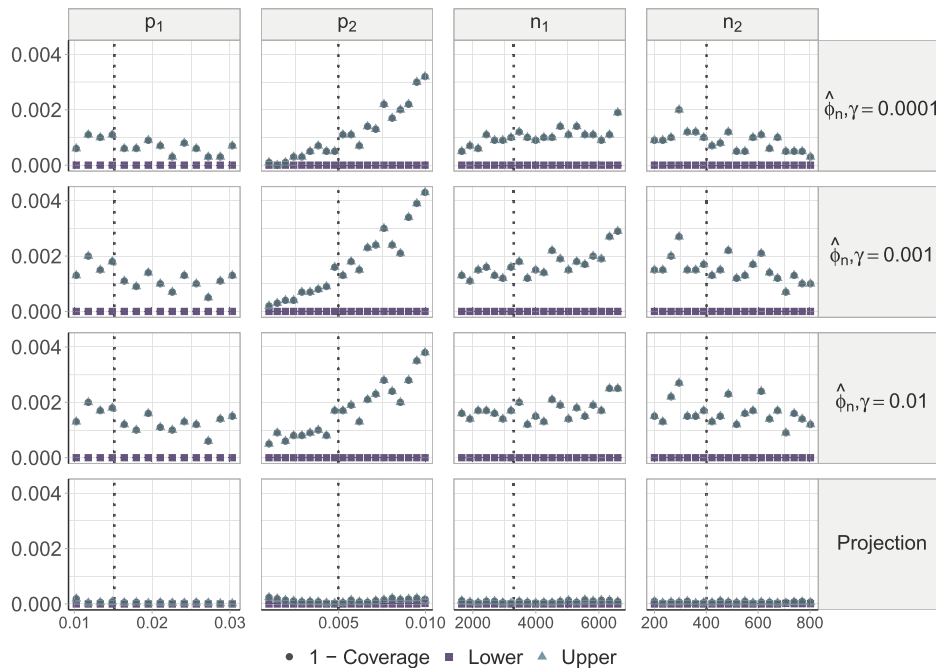 p1 p2 n1 n2
0.004
0.002
0.000
ϕ̂n, γ = 0.0001
0.004
0.002
0.000
ϕ̂n, γ = 0.001
0.004
0.002
0.000
ϕ̂n, γ = 0.01
0.004
0.002
0.000
Projection
0.01 0.02 0.03 0.005 0.010 2000 4000 6000 200 400 600 800
1 − Coverage Lower Upper